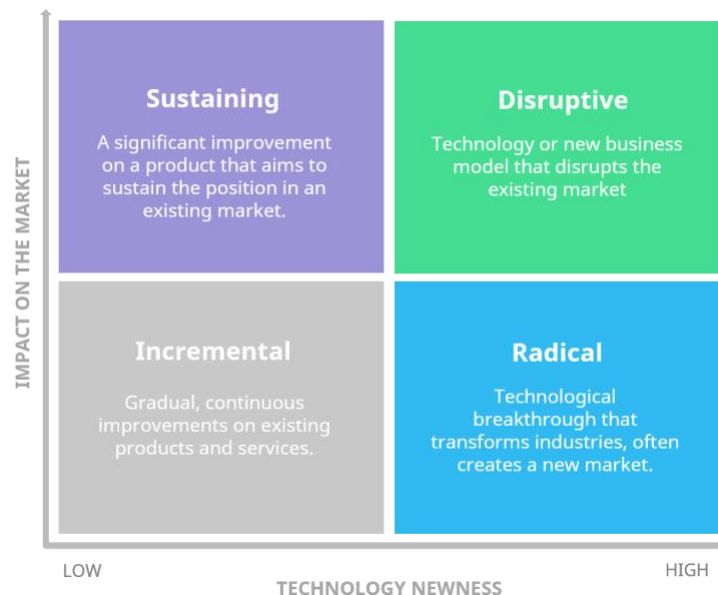 IMPACT ON THE MARKET
Sustaining
A significant improvement
on a product that aims to
sustain the position in an
existing market.
Disruptive
Technology or new business
model that disrupts the
existing market
Incremental
Gradual, continuous
improvements on existing
products and services.
Radical
Technological
breakthrough that
transforms industries, often
creates a new market.
LOW
HIGH
TECHNOLOGY NEWNESS